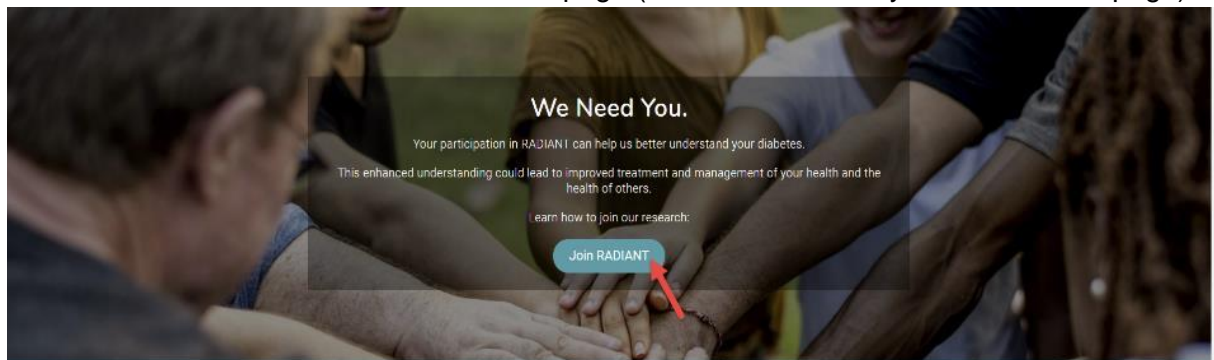 We Need You.
Your participation in RADIANT can help us better understand your diabetes.
This enhanced understanding could lead to improved treatment and management of your health and the
health of others.
Learn how to join our research:
Join RADIANT